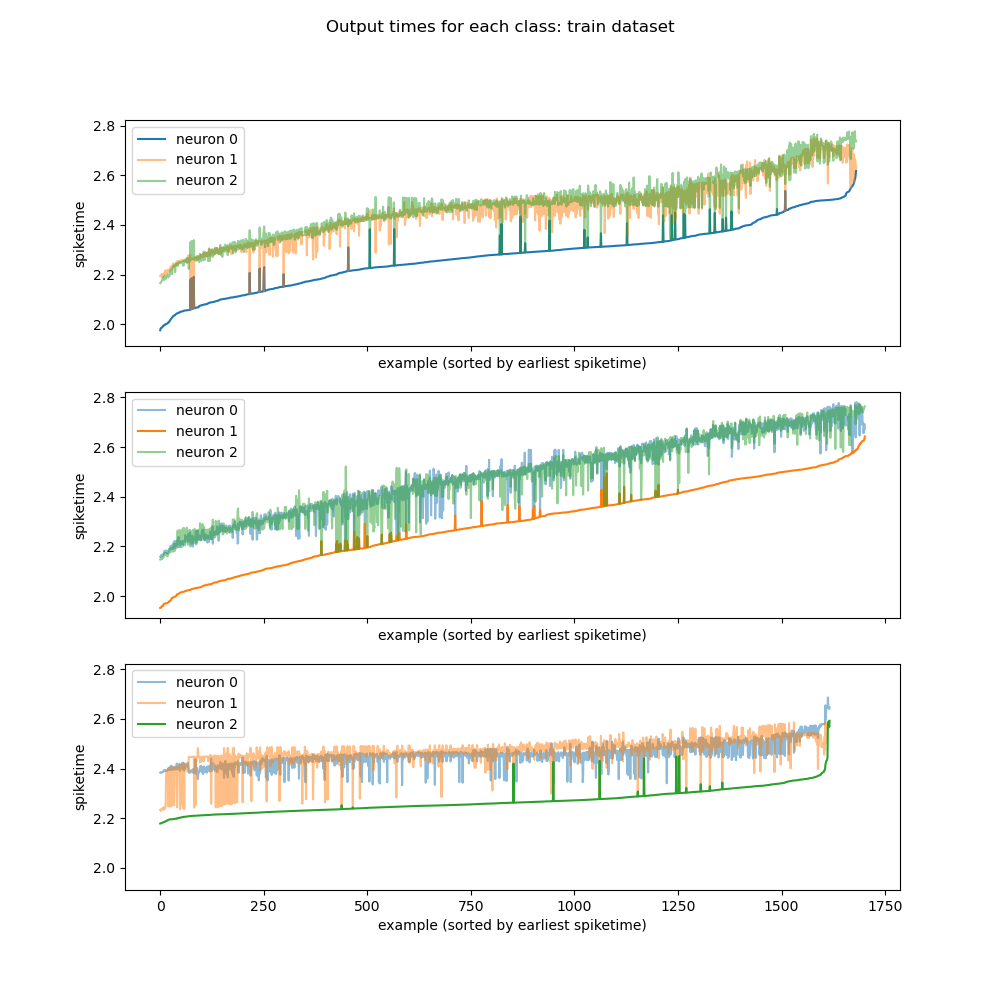 Output times for each class: train dataset
2.8
2.6
2.4
2.2
2.0
spiketime
neuron 0
neuron 1
neuron 2
example (sorted by earliest spiketime)
2.8
2.6
2.4
2.2
2.0
spiketime
neuron 0
neuron 1
neuron 2
example (sorted by earliest spiketime)
2.8
2.6
2.4
2.2
2.0
spiketime
neuron 0
neuron 1
neuron 2
0 250 500 750 1000 1250 1500 1750
example (sorted by earliest spiketime)